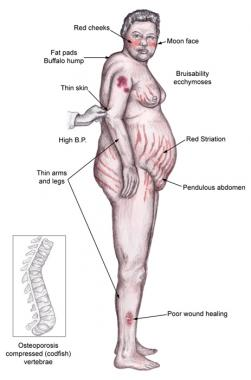 Red cheeks
Moon face
Fat pads
Buffalo hump
Bruisability
ecchymoses
Thin skin
High B.P.
Red Striation
Thin arms
and legs
Pendulous abdomen
Poor wound healing
Osteoporosis
compressed (codfish)
vertebrae